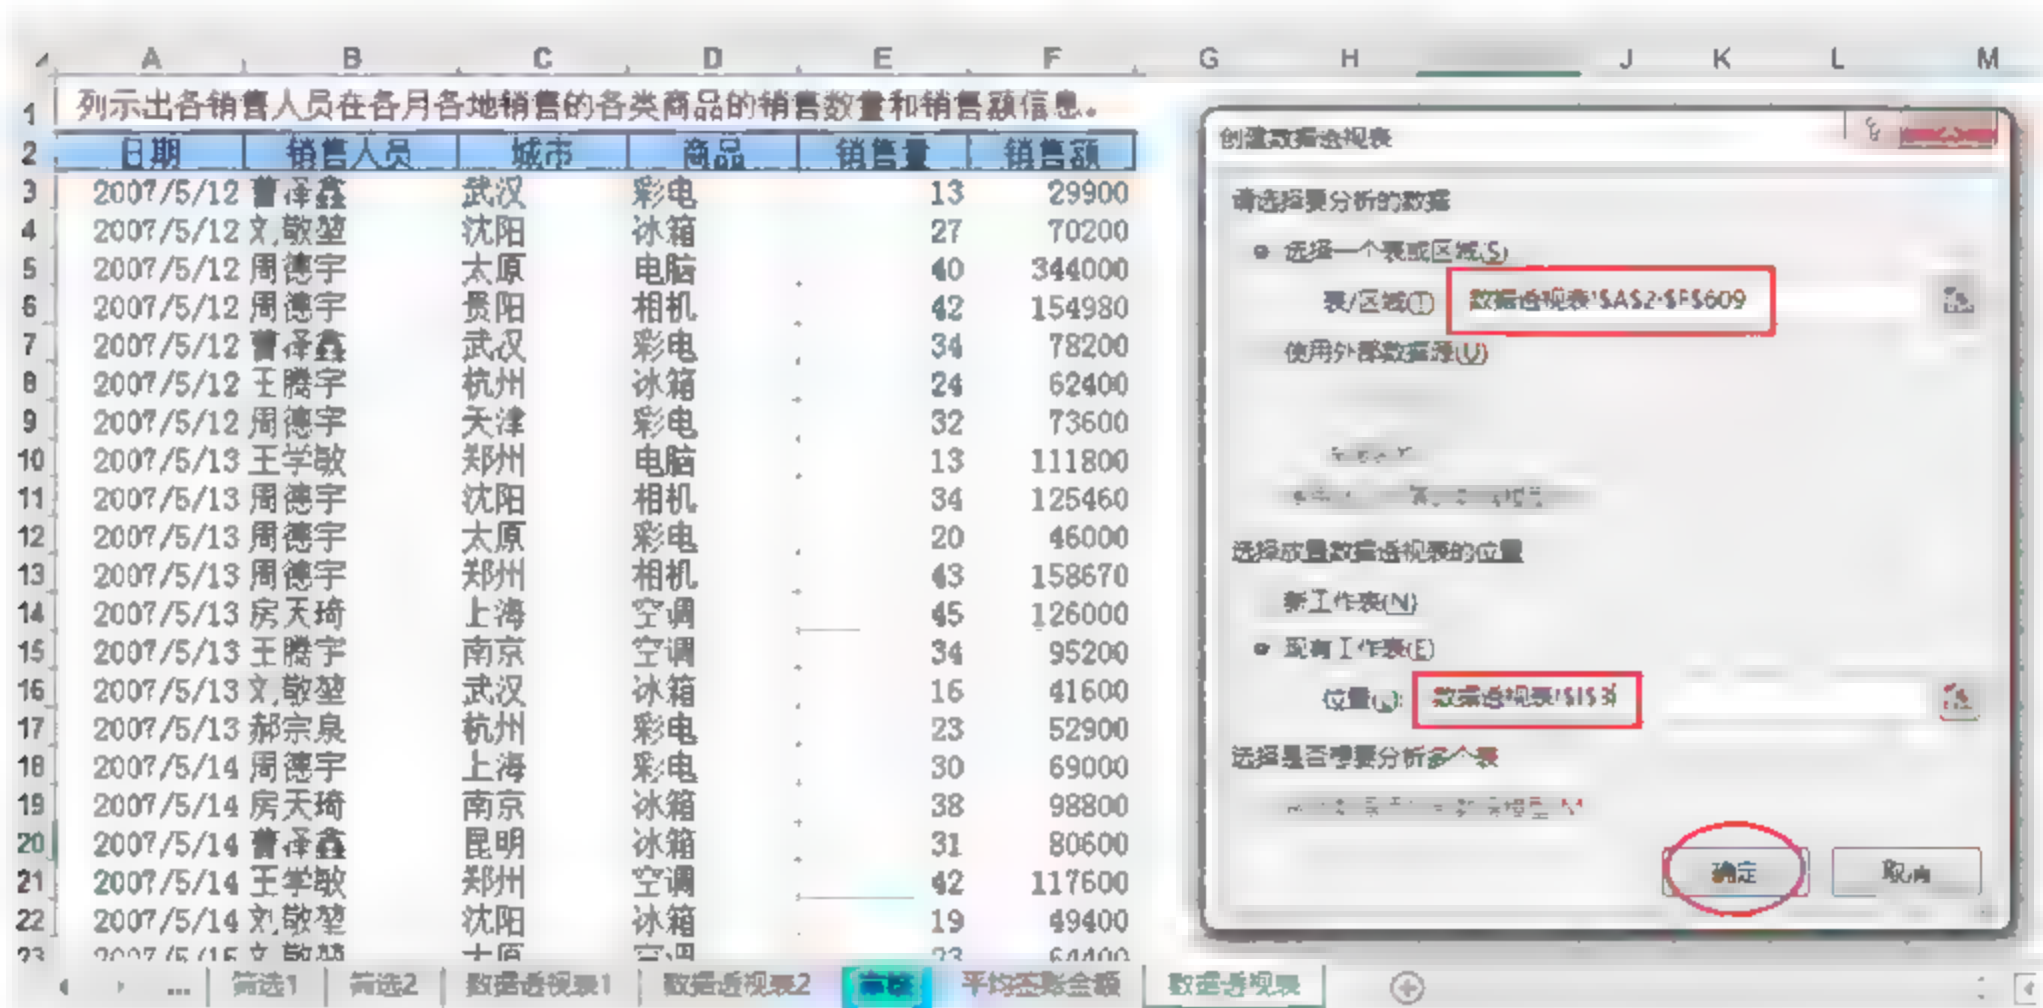 A B C D E F G H J K L M
1 列示出各销售人员在各月各地销售的各类商品的销售数量和销售额信息。
2 日期 销售人员 城市 商品 销售量 销售额
3 2007/5/12 曹泽鑫 武汉 彩电 13 29900
4 2007/5/12 刘敬堃 沈阳 冰箱 27 70200
5 2007/5/12 周德宇 太原 电脑 40 344000
6 2007/5/12 周德宇 贵阳 相机 42 154980
7 2007/5/12 曹泽鑫 武汉 彩电 34 78200
8 2007/5/12 王腾宇 杭州 冰箱 24 62400
9 2007/5/12 周德宇 天津 彩电 32 73600
10 2007/5/13 王学敏 郑州 电脑 13 111800
11 2007/5/13 周德宇 沈阳 相机 34 125460
12 2007/5/13 周德宇 太原 彩电 20 46000
13 2007/5/13 周德宇 郑州 相机 43 158670
14 2007/5/13 房天琦 上海 空调 45 126000
15 2007/5/13 王腾宇 南京 空调 34 95200
16 2007/5/13 刘敬堃 武汉 冰箱 16 41600
17 2007/5/13 郝宗泉 杭州 彩电 23 52900
18 2007/5/14 周德宇 上海 彩电 30 69000
19 2007/5/14 房天琦 南京 冰箱 38 98800
20 2007/5/14 曹泽鑫 昆明 冰箱 31 80600
21 2007/5/14 王学敏 郑州 空调 42 117600
22 2007/5/14 刘敬堃 沈阳 冰箱 19 49400
23 2007/5/15 刘敬堃 太原 空调 23 64400
创建数据透视表
请选择要分析的数据
选择一个表或区域(S)
表/区域(T) 数据透视表!$A$2:$F$609
使用外部数据源(U)
选择放置数据透视表的位置
新工作表(N)
现有工作表(E)
位置(L): 数据透视表!$I$3
选择是否想要分析多个表
确定 取消
... 筛选1 筛选2 数据透视表1 数据透视表2 平均签账金额 数据透视表